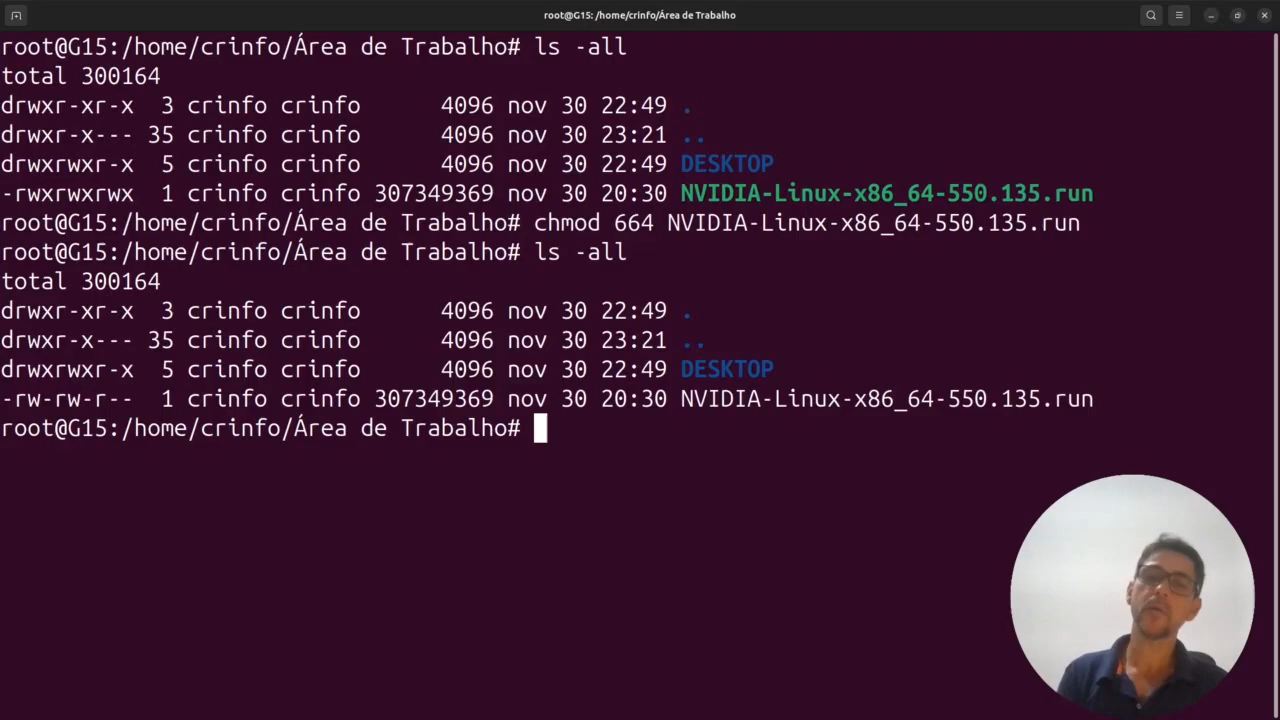 root@G15: /home/crinfo/Área de Trabalho
root@G15:/home/crinfo/Área de Trabalho# ls -all
total 300164
drwxr-xr-x  3 crinfo crinfo      4096 nov 30 22:49 .
drwxr-x--- 35 crinfo crinfo      4096 nov 30 23:21 ..
drwxrwxr-x  5 crinfo crinfo      4096 nov 30 22:49 DESKTOP
-rwxrwxrwx  1 crinfo crinfo 307349369 nov 30 20:30 NVIDIA-Linux-x86_64-550.135.run
root@G15:/home/crinfo/Área de Trabalho# chmod 664 NVIDIA-Linux-x86_64-550.135.run
root@G15:/home/crinfo/Área de Trabalho# ls -all
total 300164
drwxr-xr-x  3 crinfo crinfo      4096 nov 30 22:49 .
drwxr-x--- 35 crinfo crinfo      4096 nov 30 23:21 ..
drwxrwxr-x  5 crinfo crinfo      4096 nov 30 22:49 DESKTOP
-rw-rw-r--  1 crinfo crinfo 307349369 nov 30 20:30 NVIDIA-Linux-x86_64-550.135.run
root@G15:/home/crinfo/Área de Trabalho#